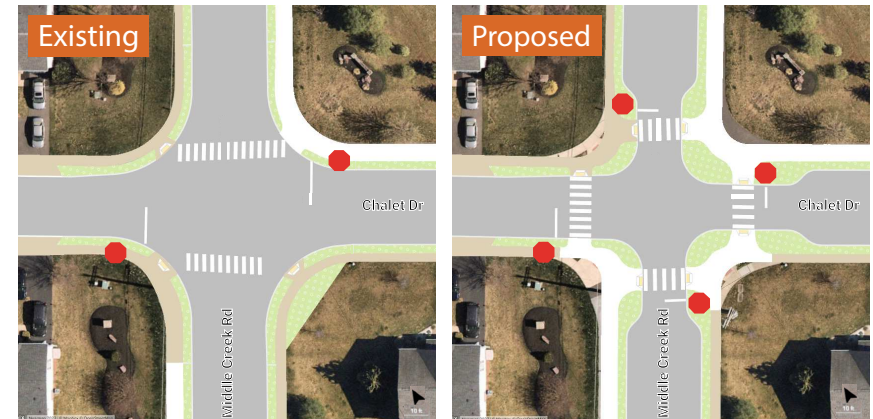 Existing
Chalet Dr
Middle Creek Rd
10 ft
Proposed
Chalet Dr
Middle Creek Rd
10 ft